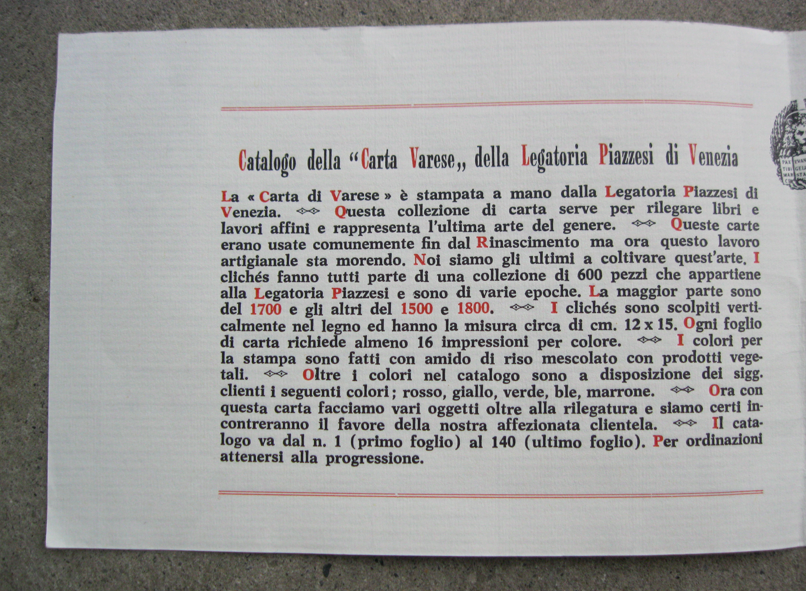 Catalogo della “Carta Varese„ della Legatoria Piazzesi di Venezia
La « Carta di Varese » è stampata a mano dalla Legatoria Piazzesi di
Venezia. Questa collezione di carta serve per rilegare libri e
lavori affini e rappresenta l'ultima arte del genere. Queste carte
erano usate comunemente fin dal Rinascimento ma ora questo lavoro
artigianale sta morendo. Noi siamo gli ultimi a coltivare quest'arte. I
clichés fanno tutti parte di una collezione di 600 pezzi che appartiene
alla Legatoria Piazzesi e sono di varie epoche. La maggior parte sono
del 1700 e gli altri del 1500 e 1800. I clichés sono scolpiti verti-
calmente nel legno ed hanno la misura circa di cm. 12 x 15. Ogni foglio
di carta richiede almeno 16 impressioni per colore. I colori per
la stampa sono fatti con amido di riso mescolato con prodotti vege-
tali. Oltre i colori nel catalogo sono a disposizione dei sigg.
clienti i seguenti colori; rosso, giallo, verde, ble, marrone. Ora con
questa carta facciamo vari oggetti oltre alla rilegatura e siamo certi in-
contreranno il favore della nostra affezionata clientela. Il cata-
logo va dal n. 1 (primo foglio) al 140 (ultimo foglio). Per ordinazioni
attenersi alla progressione.